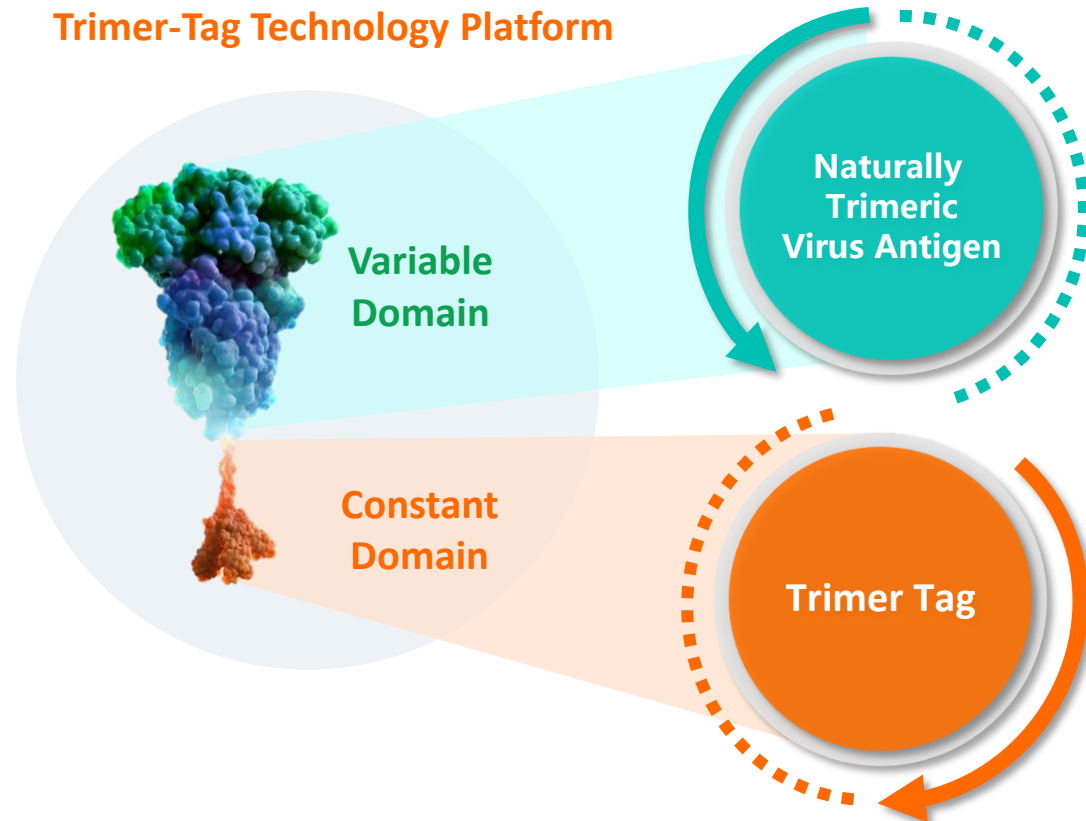 Trimer-Tag Technology Platform
Naturally
Trimeric
Virus Antigen
Variable
Domain
Constant
Domain
Trimer Tag